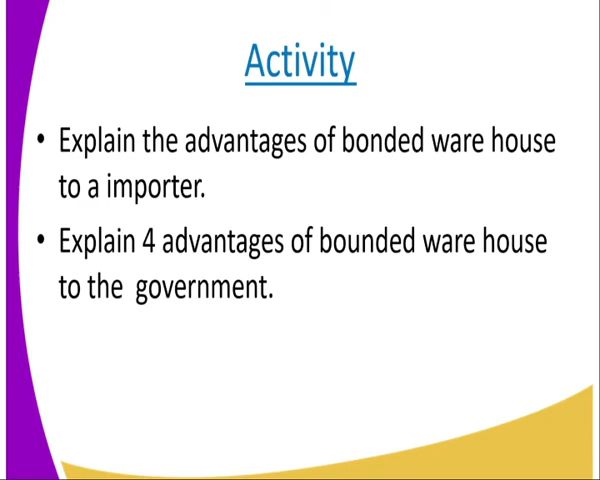 Activity
• Explain the advantages of bonded ware house
to a importer.
• Explain 4 advantages of bounded ware house
to the government.